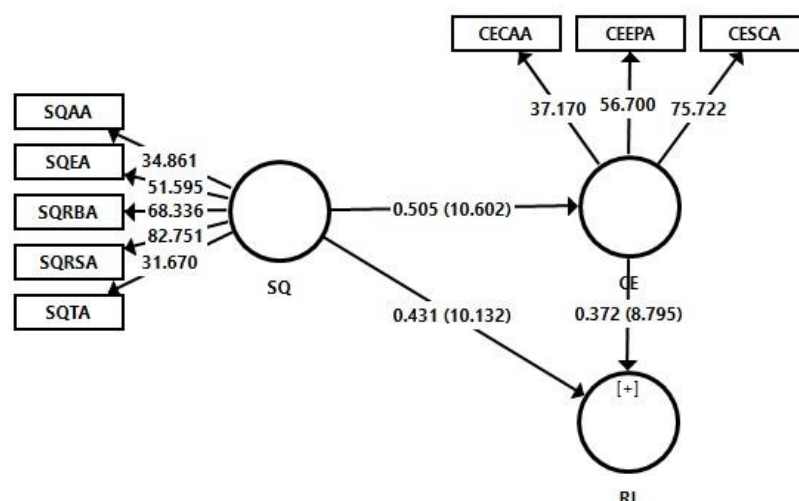 CECAA
CEEPA
CESCA
37.170
56.700
75.722
SQAA
SQEA
SQRBA
SQRSA
SQTA
34.861
51.595
68.336
82.751
31.670
SQ
0.505 (10.602)
CE
0.431 (10.132)
0.372 (8.795)
[+]